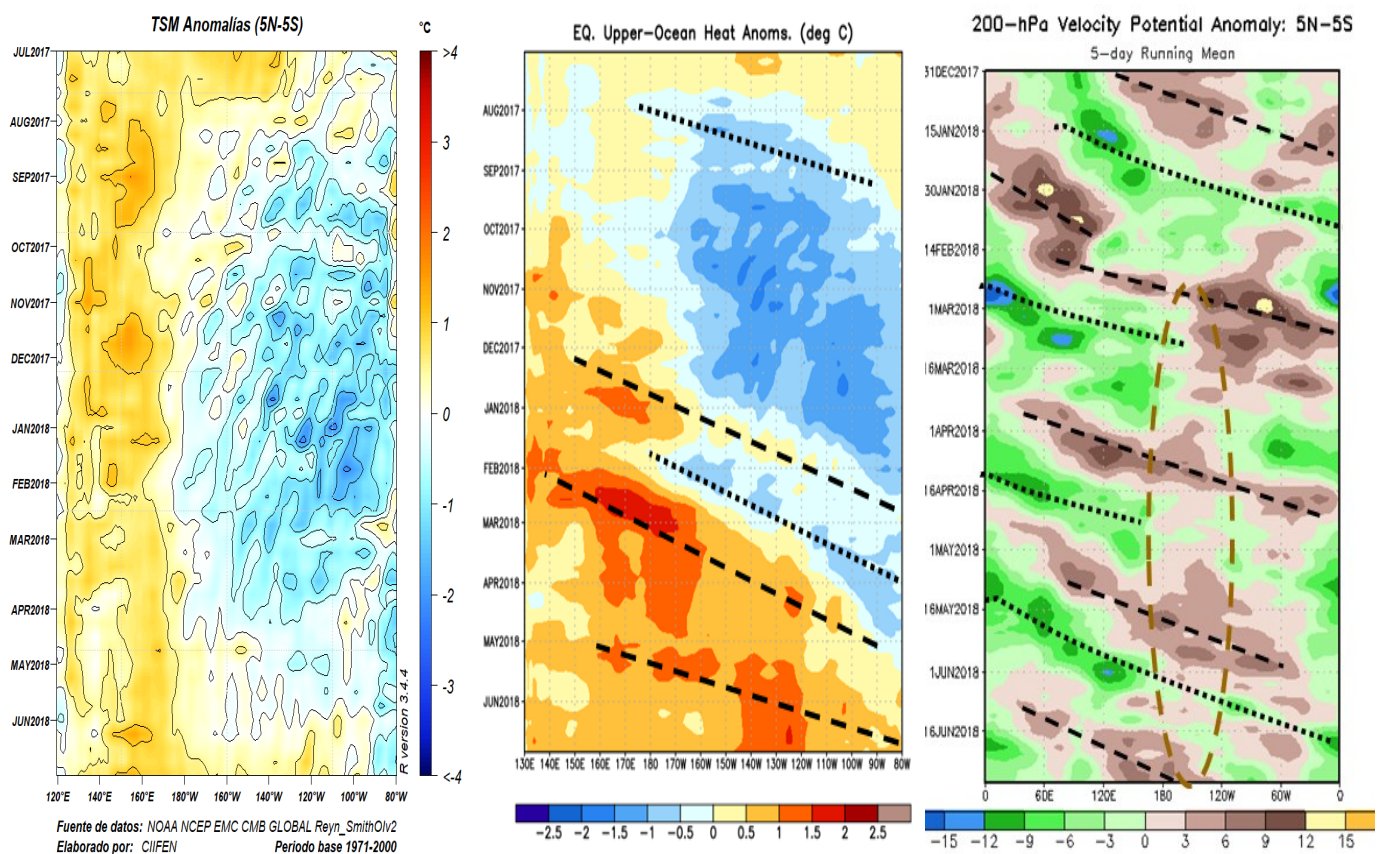 TSM Anomalías (5N-5S)
°C
JUL2017
AUG2017
SEP2017
OCT2017
NOV2017
DEC2017
JAN2018
FEB2018
MAR2018
APR2018
MAY2018
JUN2018
120°E 140°E 160°E 180°W 160°W 140°W 120°W 100°W 80°W
>4
3
2
1
0
-1
-2
-3
<-4
R version 3.4.4
Fuente de datos: NOAA NCEP EMC CMB GLOBAL Reyn_SmithOIv2
Elaborado por: CIIFEN Periodo base 1971-2000
EQ. Upper-Ocean Heat Anoms. (deg C)
AUG2017
SEP2017
OCT2017
NOV2017
DEC2017
JAN2018
FEB2018
MAR2018
APR2018
MAY2018
JUN2018
130E 140E 150E 160E 170E 180 170W 160W 150W 140W 130W 120W 110W 100W 90W 80W
-2.5 -2 -1.5 -1 -0.5 0 0.5 1 1.5 2 2.5
200-hPa Velocity Potential Anomaly: 5N-5S
5-day Running Mean
31DEC2017
15JAN2018
30JAN2018
14FEB2018
1MAR2018
16MAR2018
1APR2018
16APR2018
1MAY2018
16MAY2018
1JUN2018
16JUN2018
0 60E 120E 180 120W 60W 0
-15 -12 -9 -6 -3 0 3 6 9 12 15